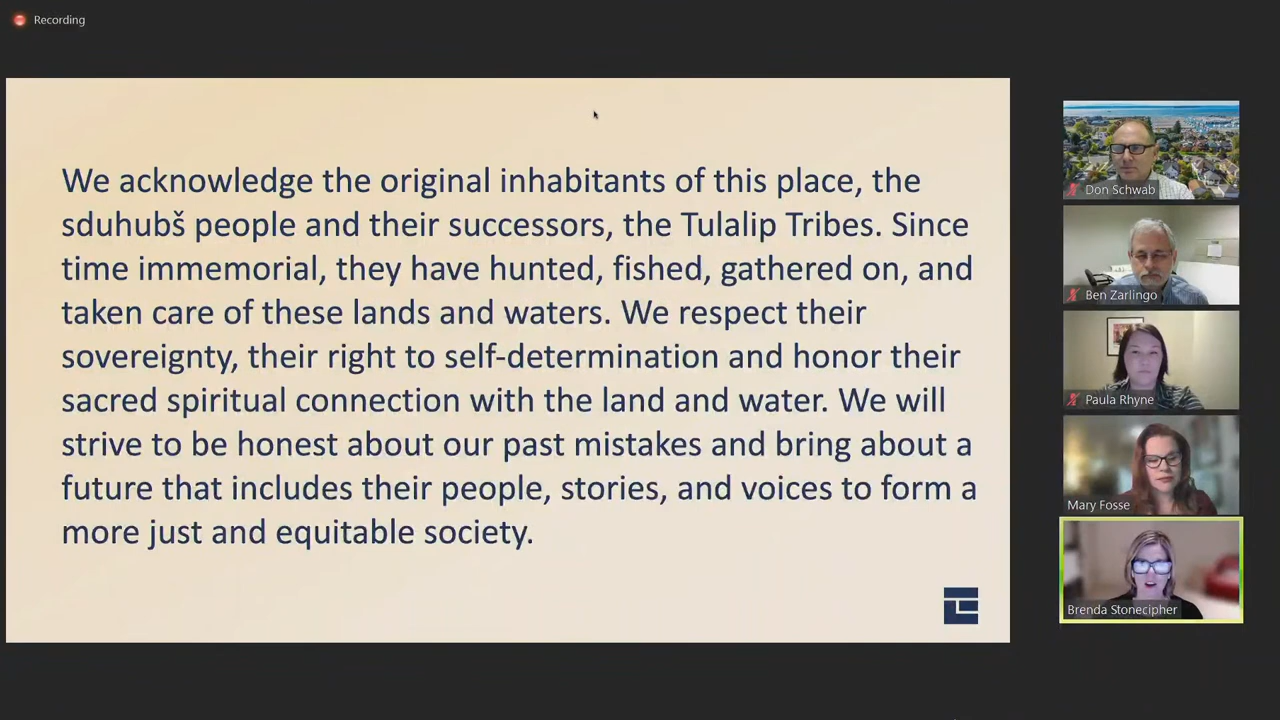 Recording
We acknowledge the original inhabitants of this place, the
sduhubš people and their successors, the Tulalip Tribes. Since
time immemorial, they have hunted, fished, gathered on, and
taken care of these lands and waters. We respect their
sovereignty, their right to self-determination and honor their
sacred spiritual connection with the land and water. We will
strive to be honest about our past mistakes and bring about a
future that includes their people, stories, and voices to form a
more just and equitable society.
Don Schwab
Ben Zarlingo
Paula Rhyne
Mary Fosse
Brenda Stonecipher